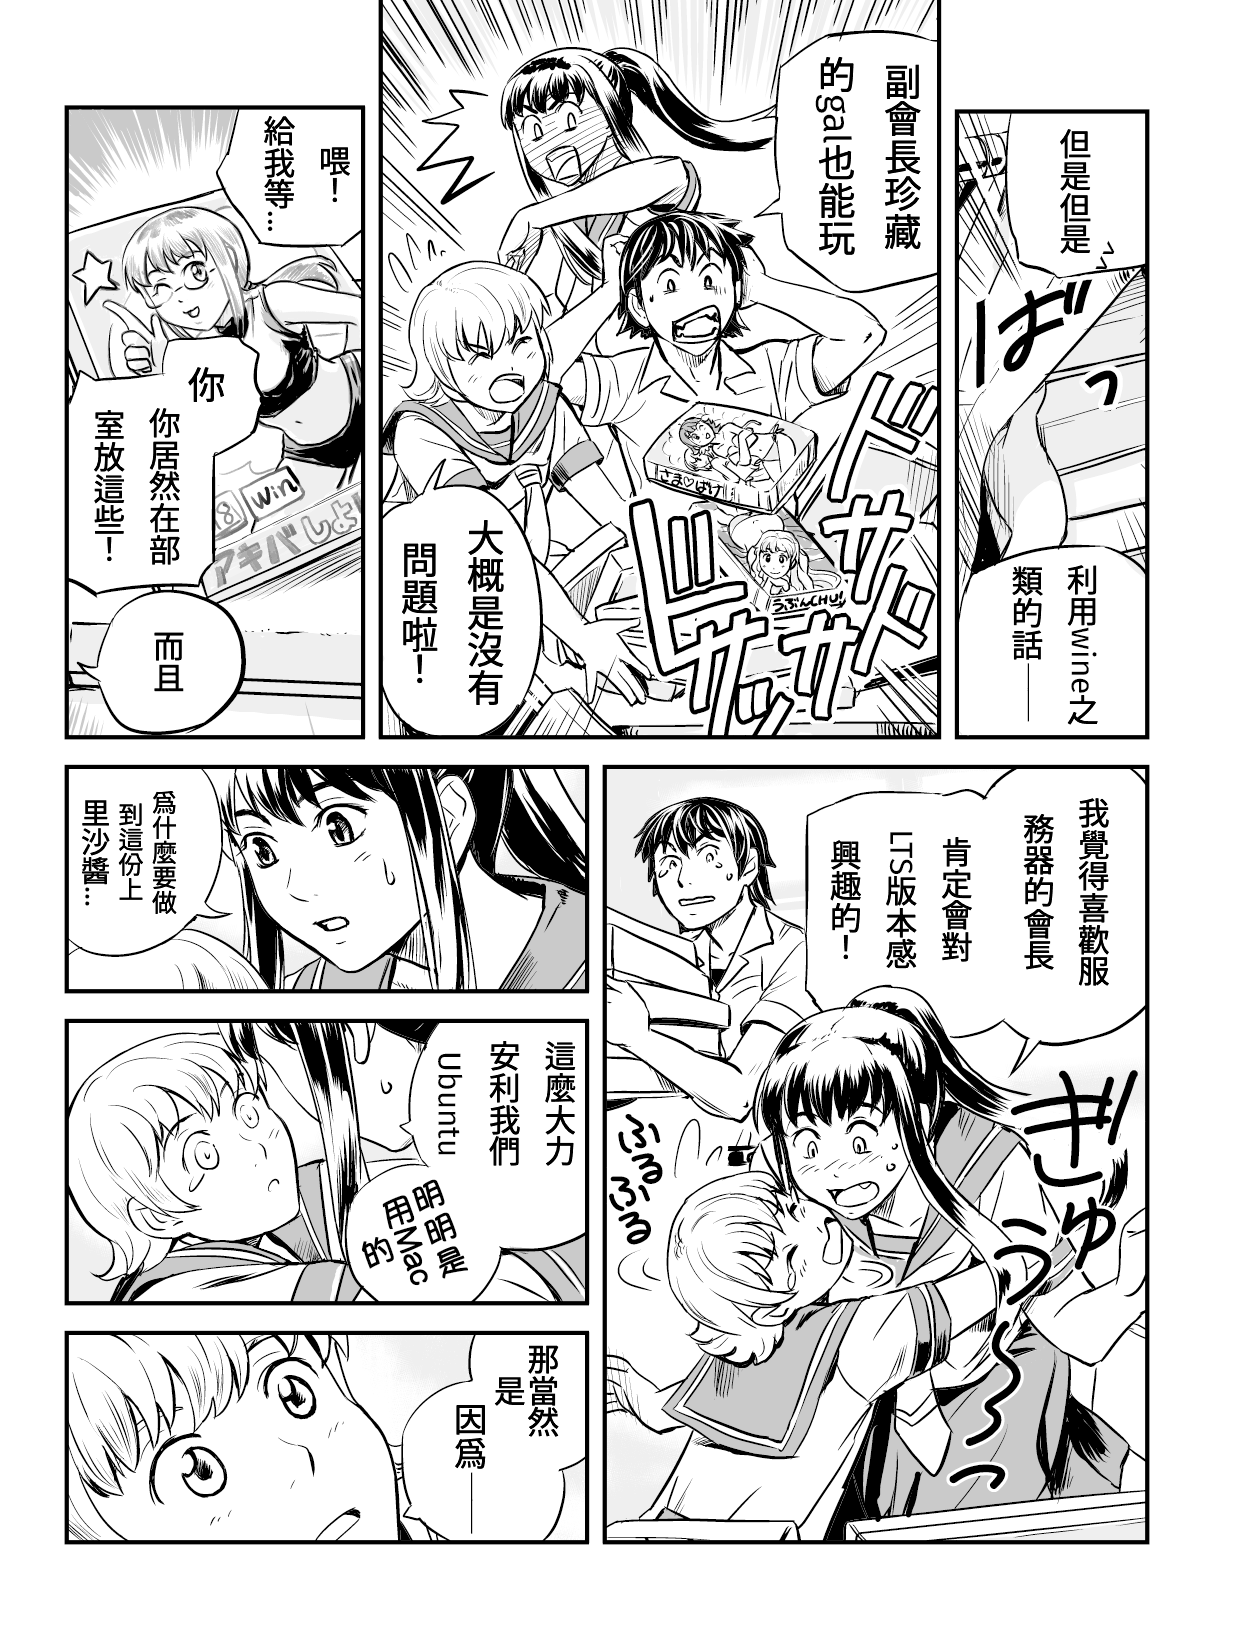 但是但是
ばっ
利用wine之
類的話——
副會長珍藏
的gal也能玩
さま♡ばけ
うぶんCHU!
ドサドサッ
ドサササッ
大概是沒有
問題啦！
喂！
給我等…
18
win
アキバしよ
你
你居然在部
室放這些！
而且
我覺得喜歡服
務器的會長
肯定會對
LTS版本感
興趣的！
ぎゅうーっ
ふるふる
為什麼要做
到這份上
里沙醬…
這麼大力
安利我們
Ubuntu
明明是
用Mac
的
那當然
是
因為——